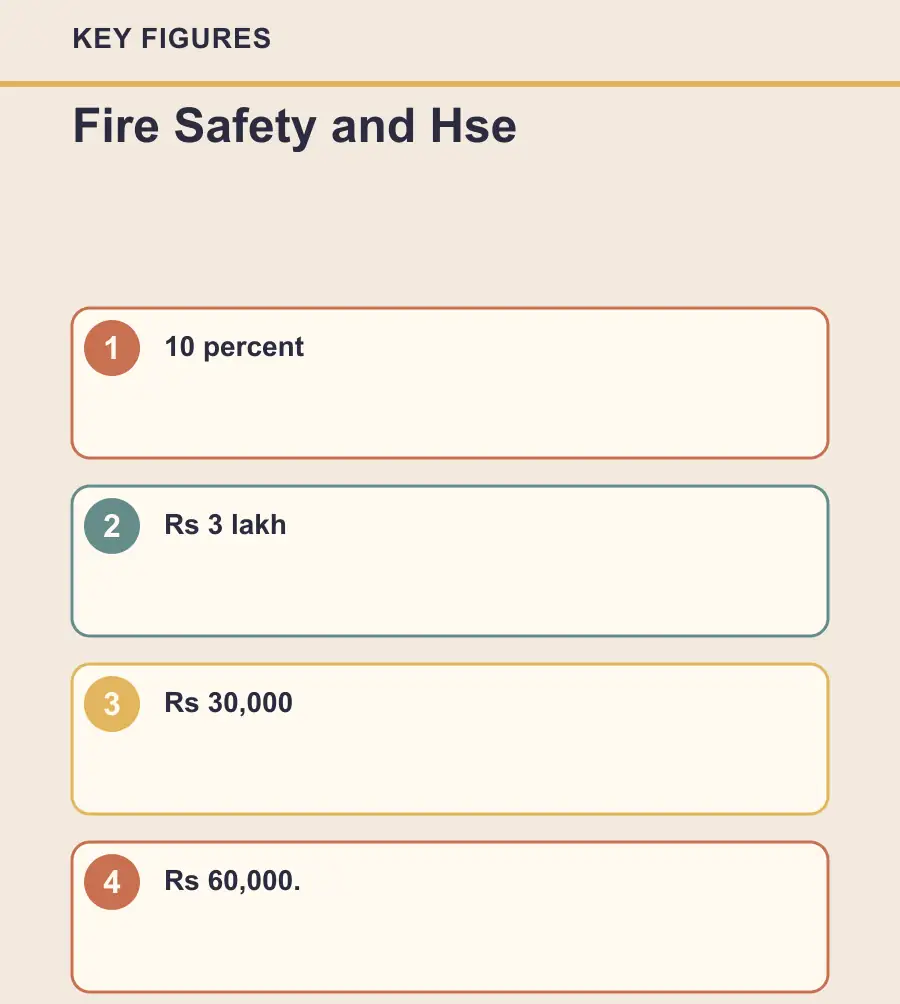 KEY FIGURES
Fire Safety and Hse
1 10 percent
2 Rs 3 lakh
3 Rs 30,000
4 Rs 60,000.